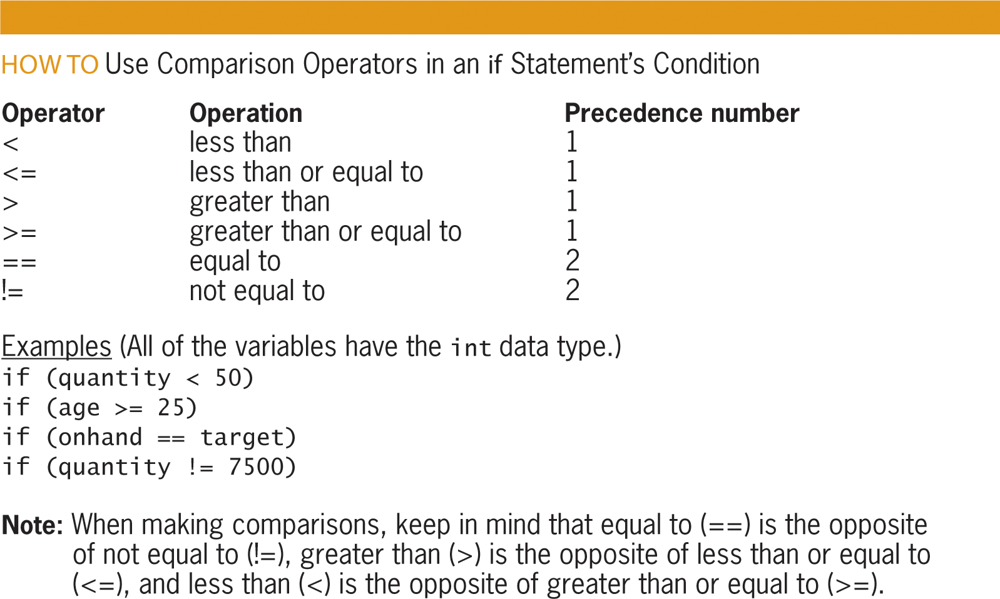 HOW TO Use Comparison Operators in an if Statement’s Condition
Operator Operation Precedence number
< less than 1
<= less than or equal to 1
> greater than 1
>= greater than or equal to 1
== equal to 2
!= not equal to 2
Examples (All of the variables have the int data type.)
if (quantity < 50)
if (age >= 25)
if (onhand == target)
if (quantity != 7500)
Note: When making comparisons, keep in mind that equal to (==) is the opposite
of not equal to (!=), greater than (>) is the opposite of less than or equal to
(<=), and less than (<) is the opposite of greater than or equal to (>=).